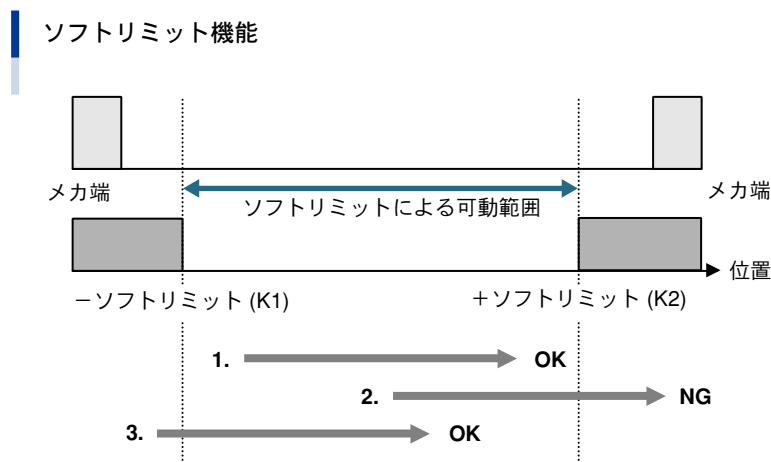 ソフトリミット機能
メカ端
メカ端
ソフトリミットによる可動範囲
位置
−ソフトリミット (K1)
+ソフトリミット (K2)
1. OK
2. NG
3. OK